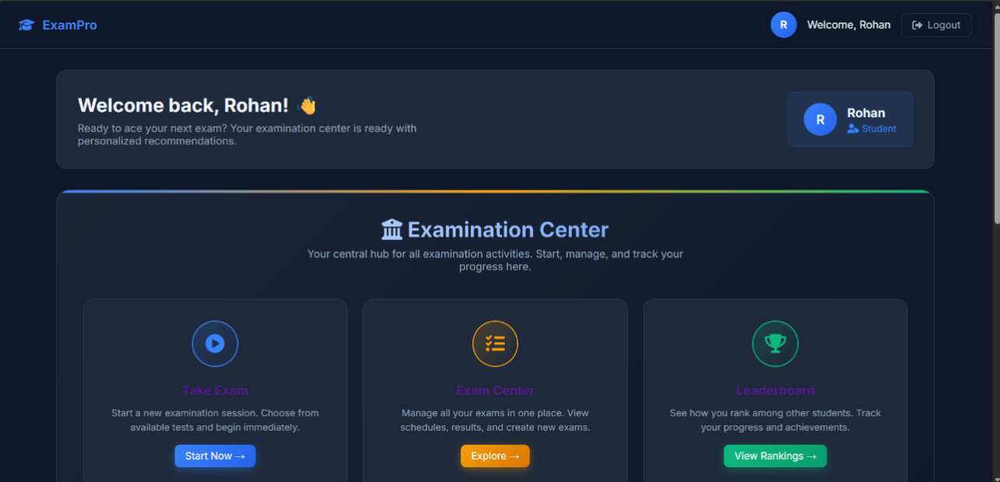 ExamPro
R
Welcome, Rohan
Logout
Welcome back, Rohan! 👋
Ready to ace your next exam? Your examination center is ready with
personalized recommendations.
R
Rohan
Student
Examination Center
Your central hub for all examination activities. Start, manage, and track your
progress here.
Take Exam
Start a new examination session. Choose from
available tests and begin immediately.
Start Now →
Exam Center
Manage all your exams in one place. View
schedules, results, and create new exams.
Explore →
Leaderboard
See how you rank among other students. Track
your progress and achievements.
View Rankings →